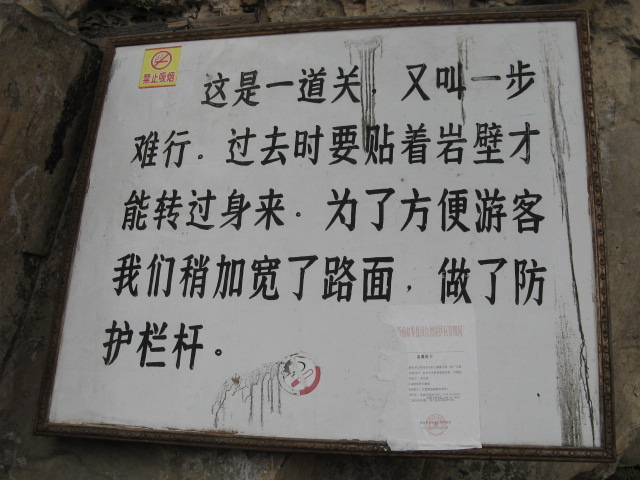 禁止吸烟
这是一道关，又叫一步
难行。过去时要贴着岩壁才
能转过身来。为了方便游客
我们稍加宽了路面，做了防
护栏杆。